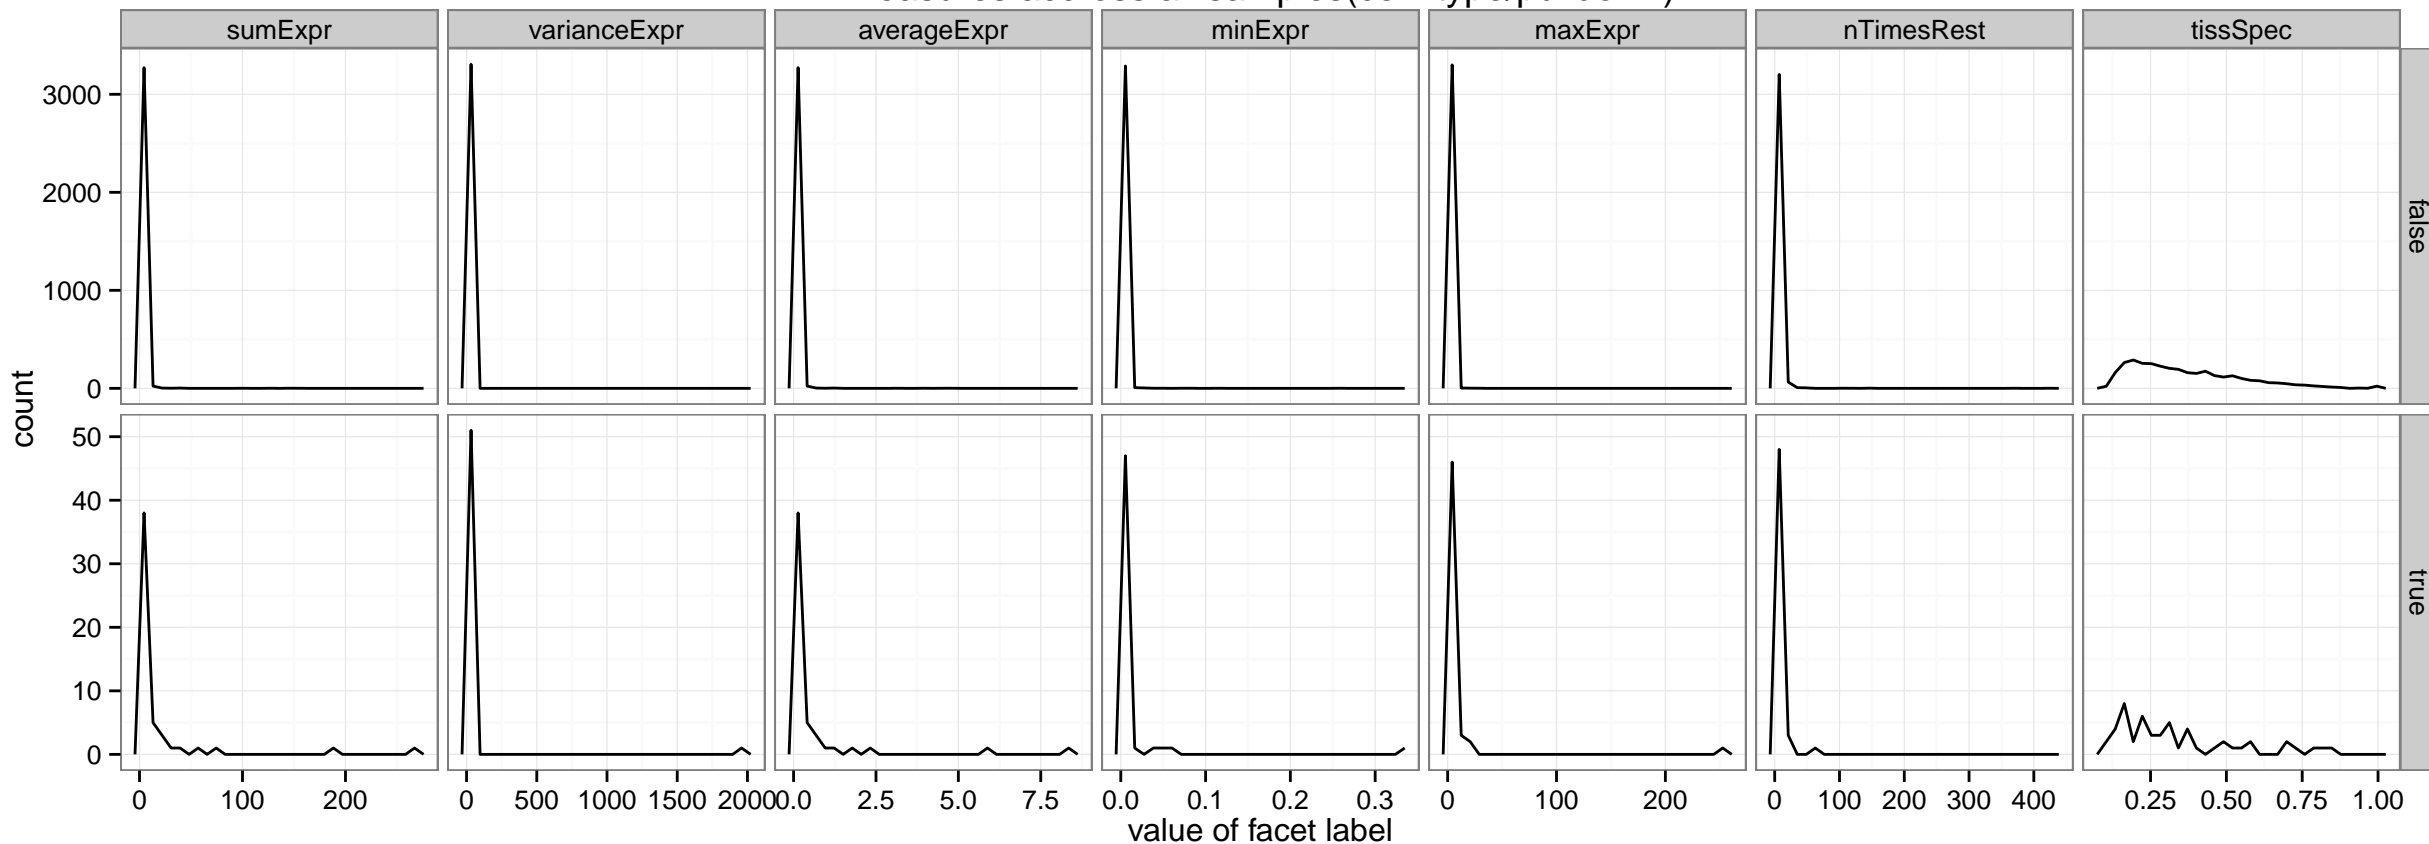 sumExpr varianceExpr averageExpr minExpr maxExpr nTimesRest tissSpec
3000
2000
1000
0
false
count
50
40
30
20
10
0
true
0 100 200 0 500 1000 1500 2000 0.0 2.5 5.0 7.5 0.0 0.1 0.2 0.3 0 100 200 0 100 200 300 400 0.25 0.50 0.75 1.00
value of facet label